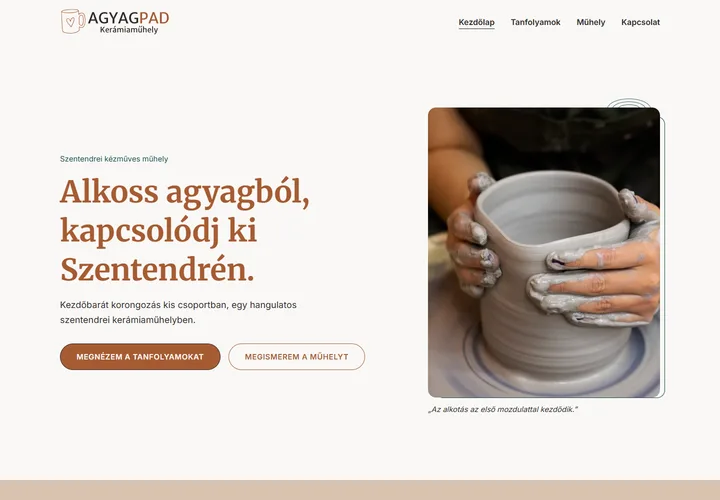 AGYAGPAD
Kerámiaműhely
Kezdőlap Tanfolyamok Műhely Kapcsolat
Szentendrei kézműves műhely
Alkoss agyagból,
kapcsolódj ki
Szentendrén.
Kezdőbarát korongozás kis csoportban, egy hangulatos
szentendrei kerámiaműhelyben.
MEGNÉZEM A TANFOLYAMOKAT MEGISMEREM A MŰHELYT
„Az alkotás az első mozdulattal kezdődik.”